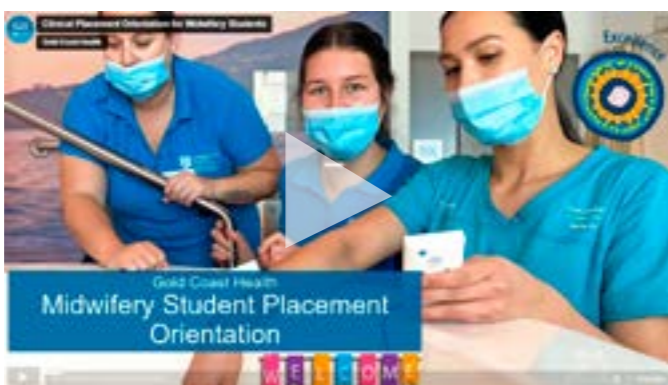 Clinical Placement Orientation for Midwifery Students
Gold Coast Health
Excellence
Gold Coast Health
Midwifery Student Placement
Orientation
WELCOME